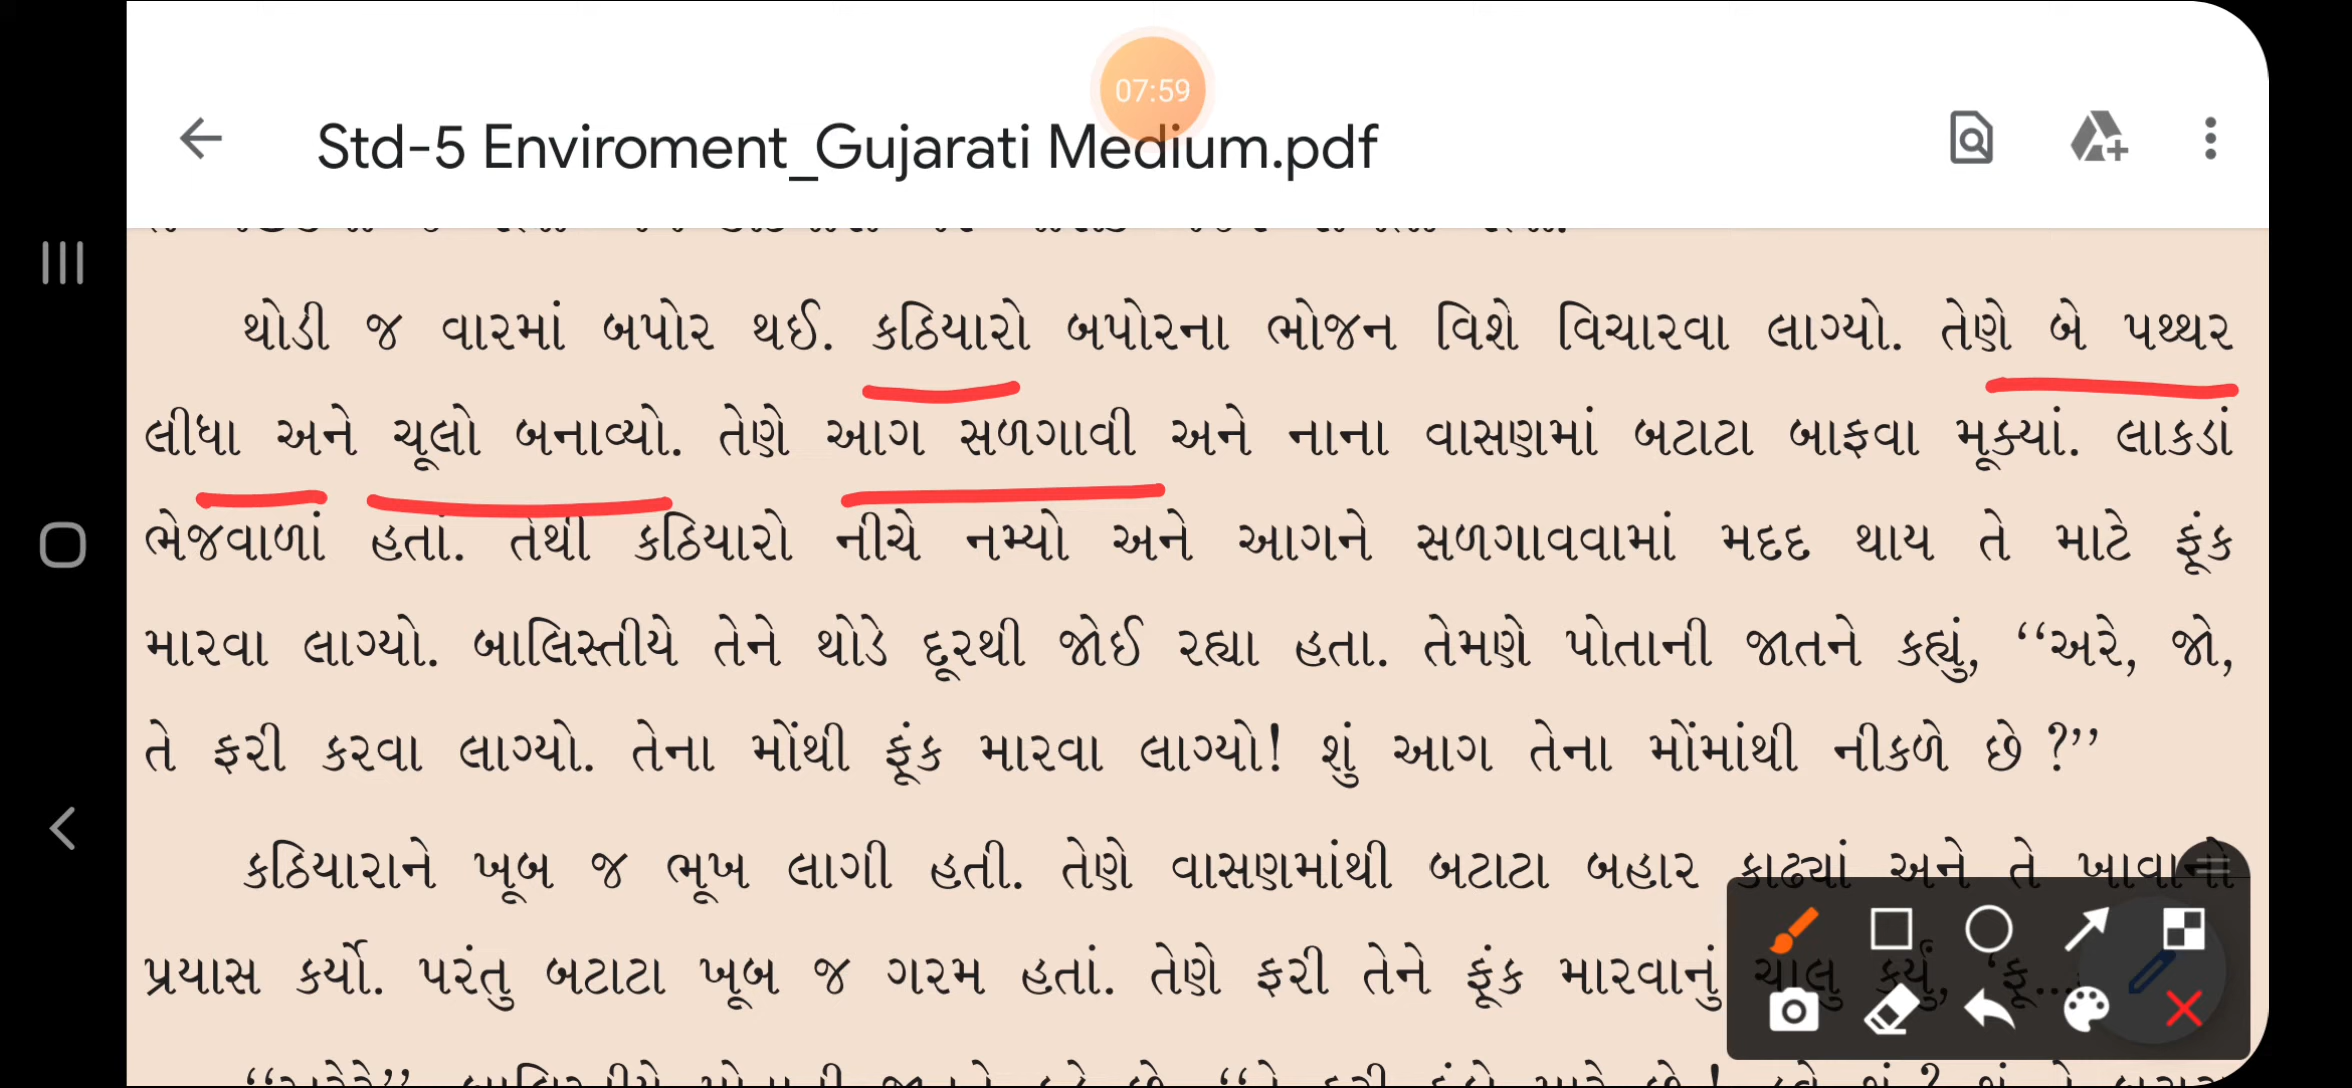 07:59
Std-5 Enviroment_Gujarati Medium.pdf
થોડી જ વારમાં બપોર થઈ. કઠિયારો બપોરના ભોજન વિશે વિચારવા લાગ્યો. તેણે બે પથ્થર
લીધા અને ચૂલો બનાવ્યો. તેણે આગ સળગાવી અને નાના વાસણમાં બટાટા બાફવા મૂક્યાં. લાકડાં
ભેજવાળાં હતાં. તેથી કઠિયારો નીચે નમ્યો અને આગને સળગાવવામાં મદદ થાય તે માટે ફૂંક
મારવા લાગ્યો. બાલિસ્તીયે તેને થોડે દૂરથી જોઈ રહ્યા હતા. તેમણે પોતાની જાતને કહ્યું, “અરે, જો,
તે ફરી કરવા લાગ્યો. તેના મોંથી ફૂંક મારવા લાગ્યો! શું આગ તેના મોંમાંથી નીકળે છે ?”
કઠિયારાને ખૂબ જ ભૂખ લાગી હતી. તેણે વાસણમાંથી બટાટા બહાર કાઢ્યાં અને તે ખાવાનો
પ્રયાસ કર્યો. પરંતુ બટાટા ખૂબ જ ગરમ હતાં. તેણે ફરી તેને ફૂંક મારવાનું ચાલુ કર્યું, ‘ફૂ...